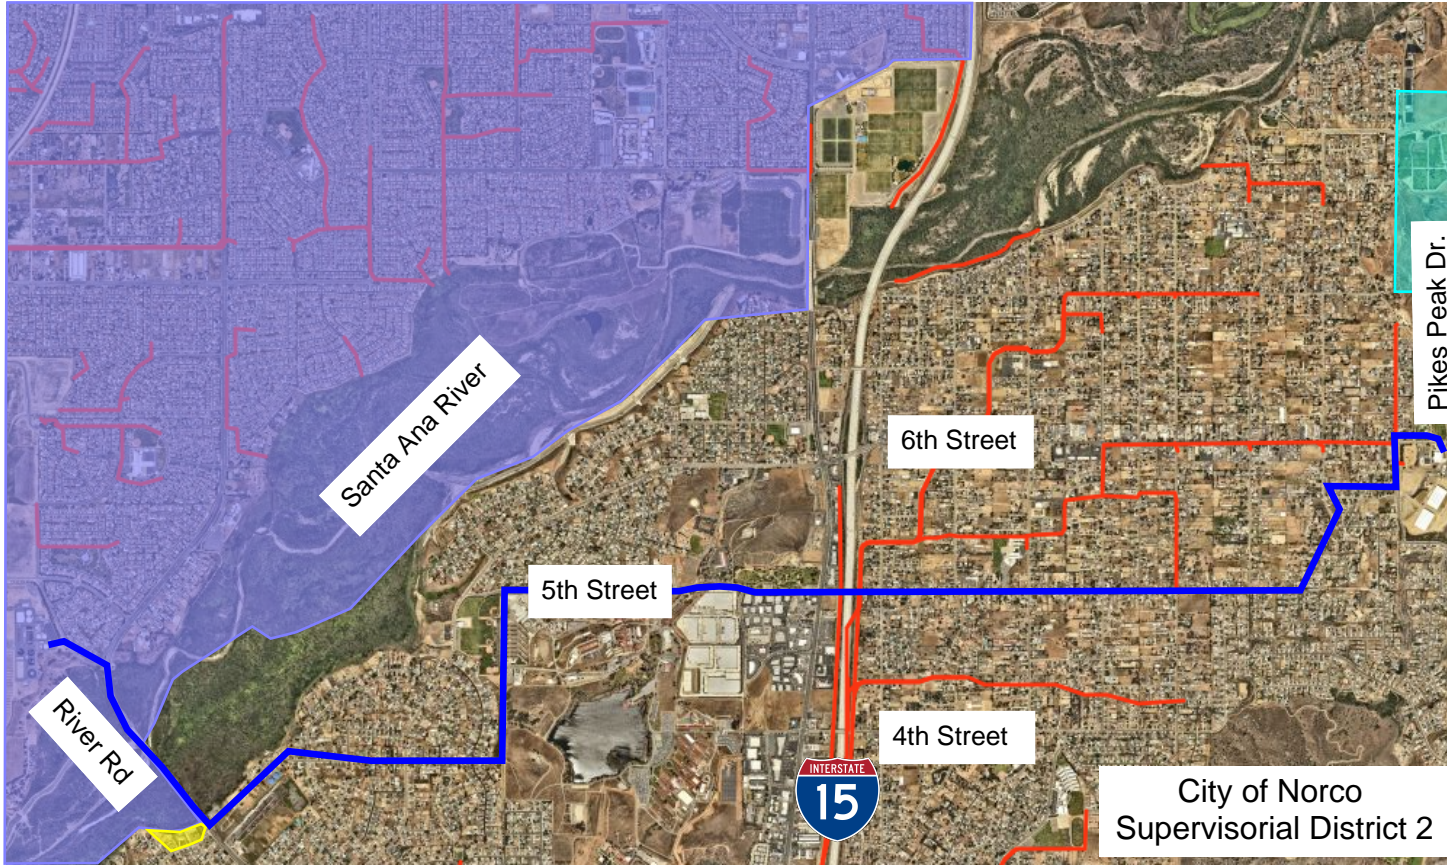 Pikes Peak Dr.
Santa Ana River
6th Street
5th Street
River Rd
4th Street
INTERSTATE
15
City of Norco
Supervisorial District 2